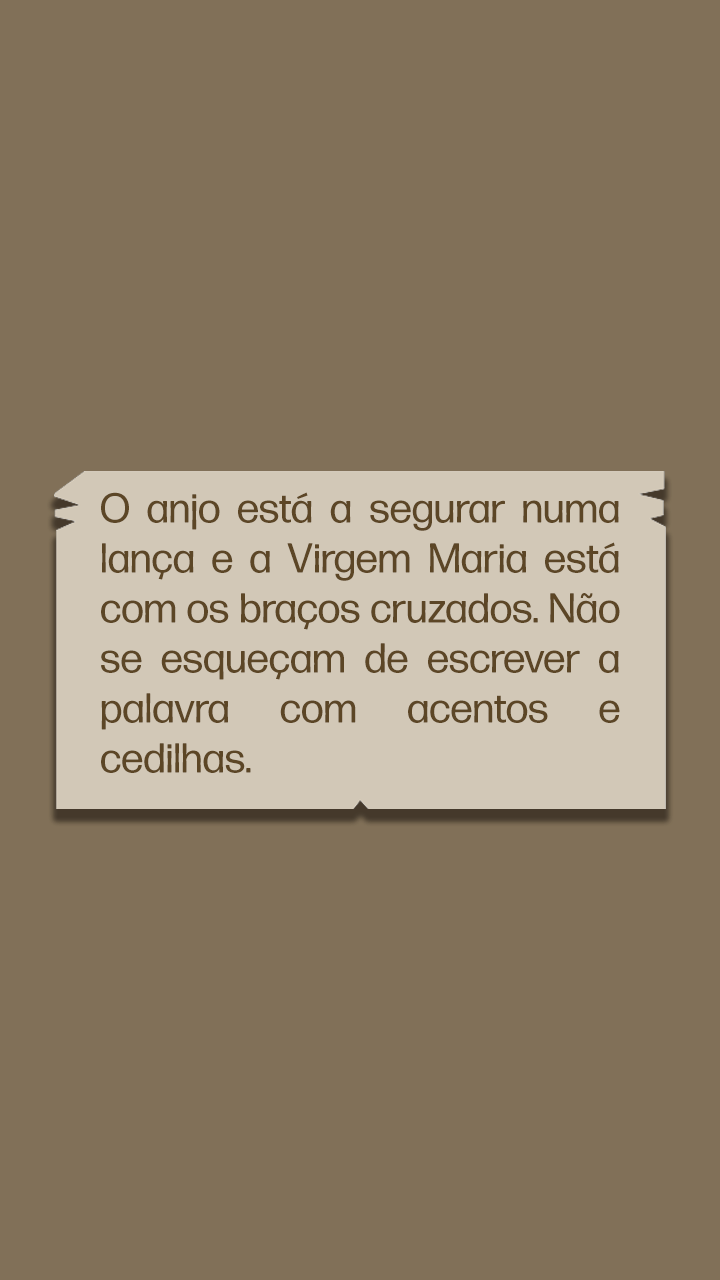 O anjo está a segurar numa
lança e a Virgem Maria está
com os braços cruzados. Não
se esqueçam de escrever a
palavra com acentos e
cedilhas.